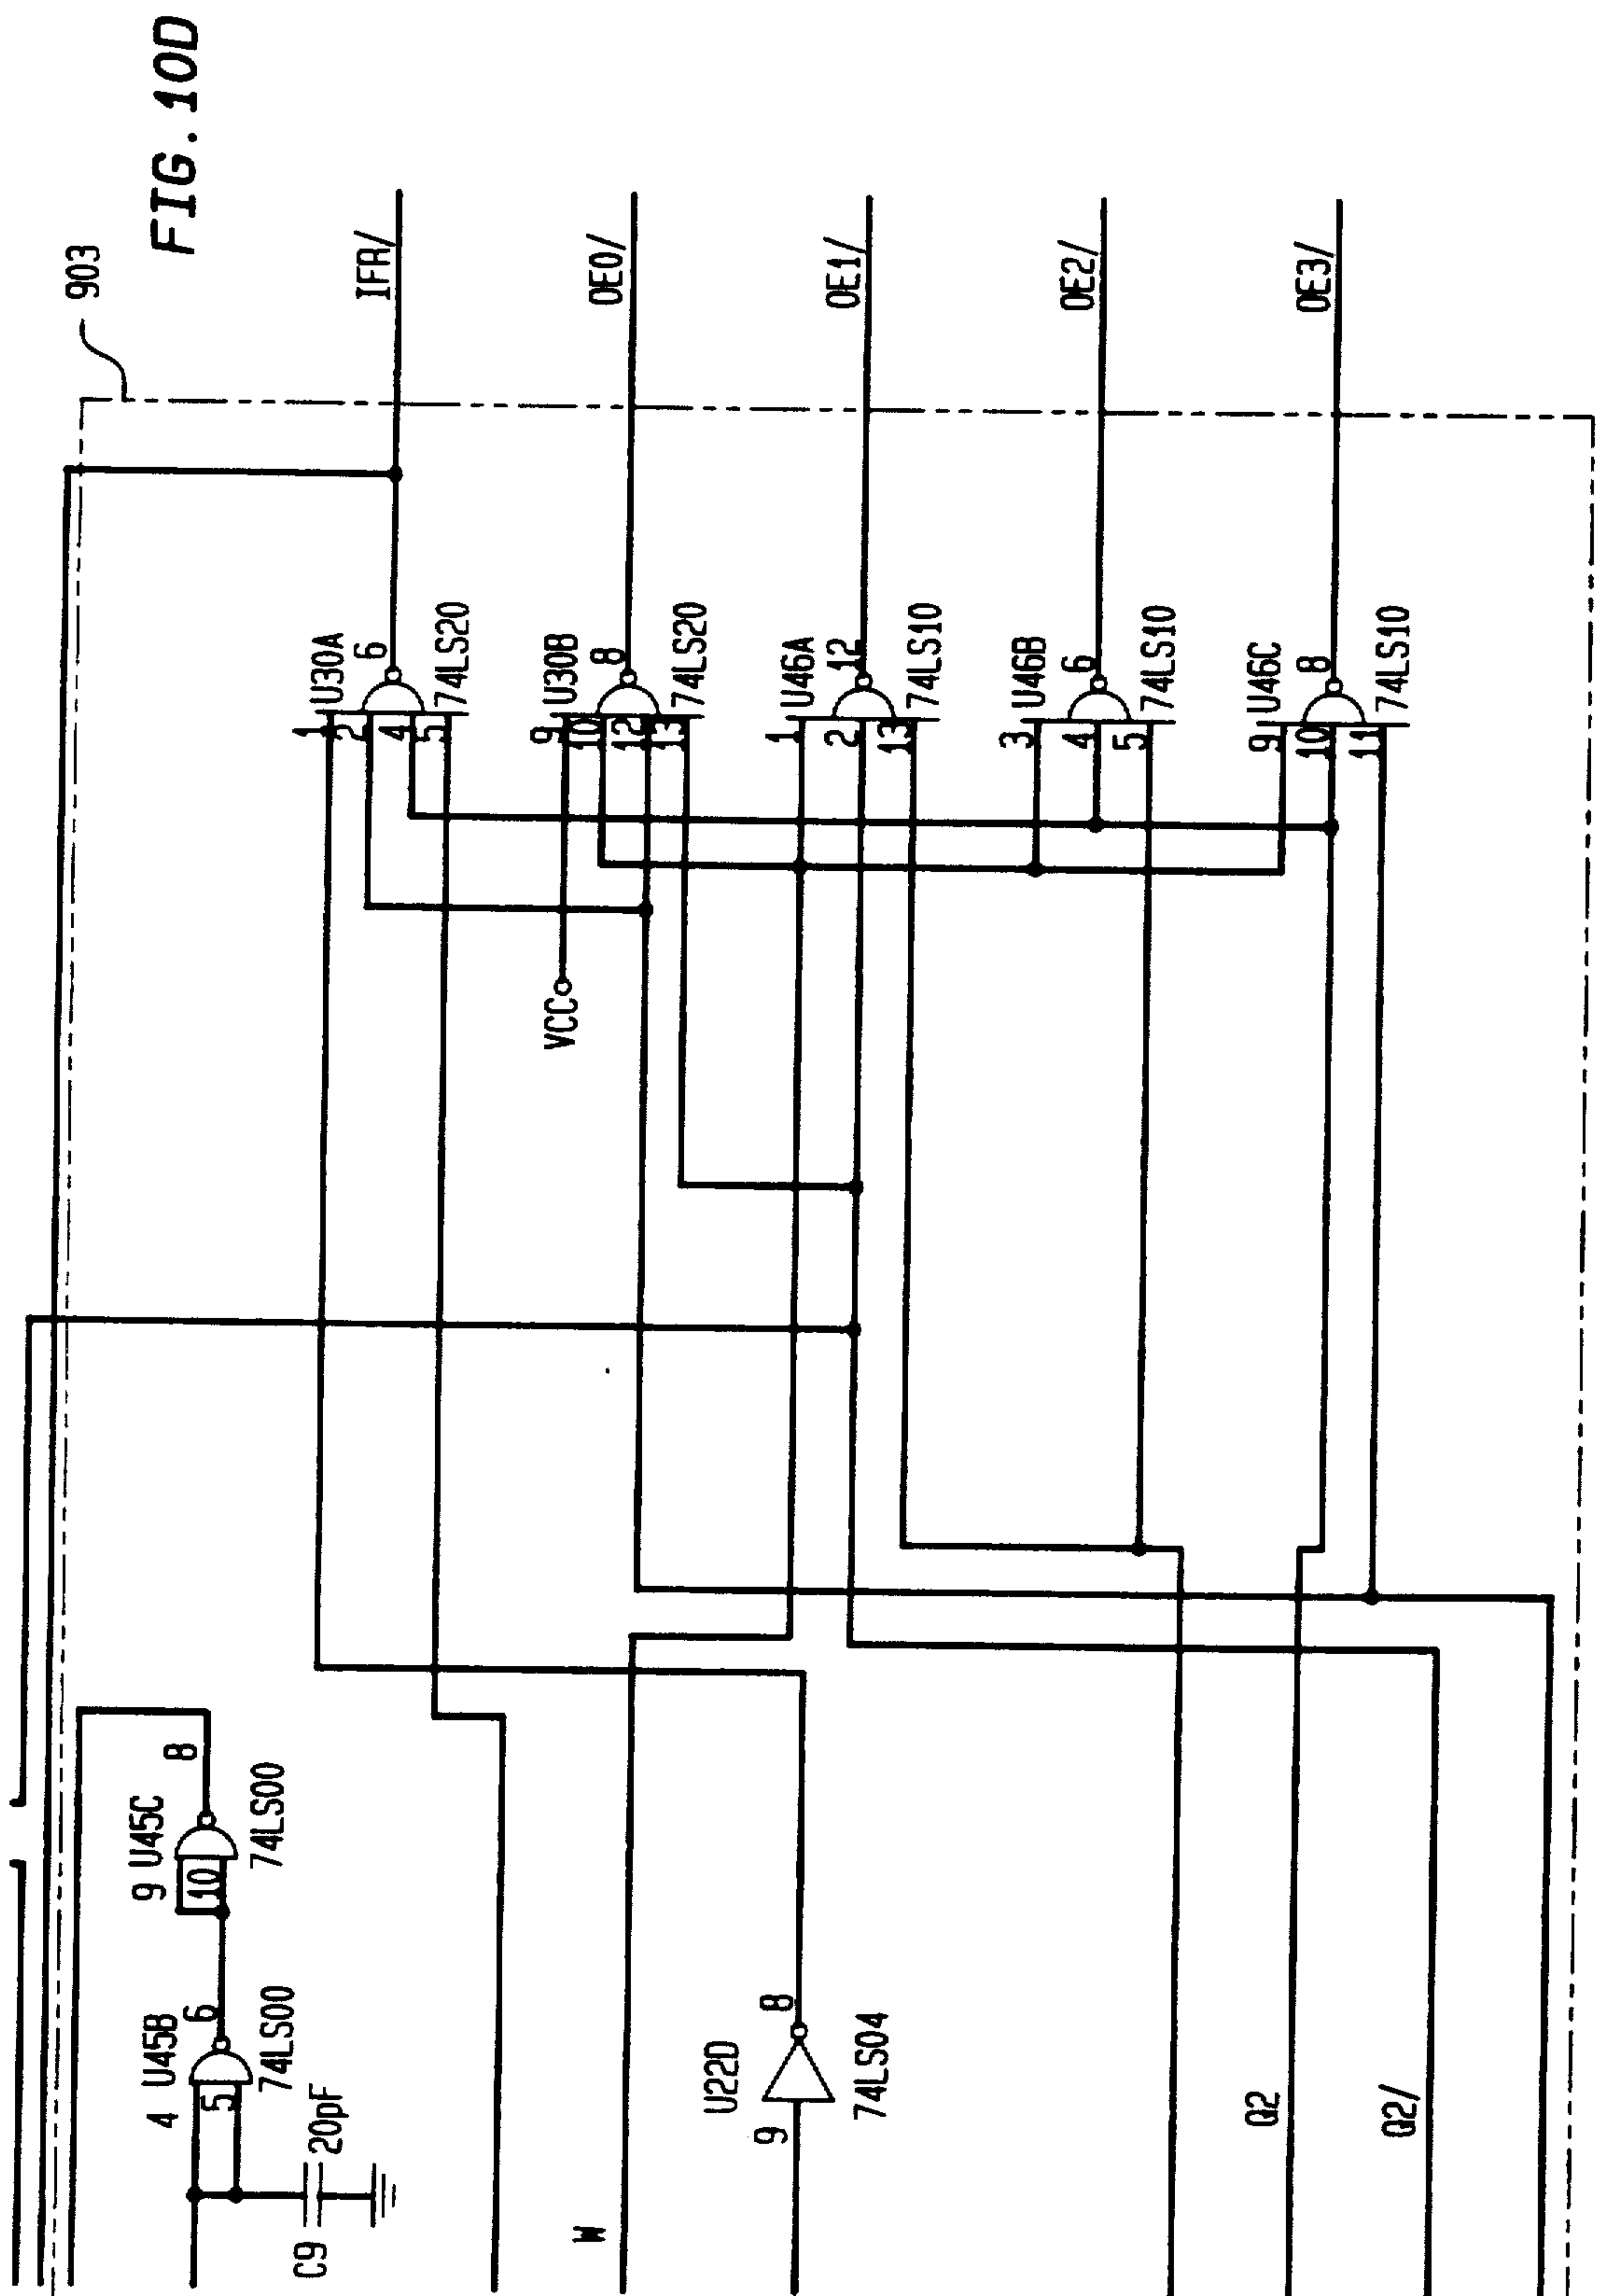 FIG. 10D
903
IFR/
OE0/
OE1/
OE2/
OE3/
1
2
4
5
U30A
6
74LS20
9
10
12
13
U30B
8
74LS20
1
2
13
U46A
12
74LS10
3
4
5
U46B
6
74LS10
9
10
11
U46C
8
74LS10
VCC
9
10
U45C
8
74LS00
4
5
U45B
6
74LS00
C9
20pF
W
9
U22D
8
74LS04
Q2
Q2/